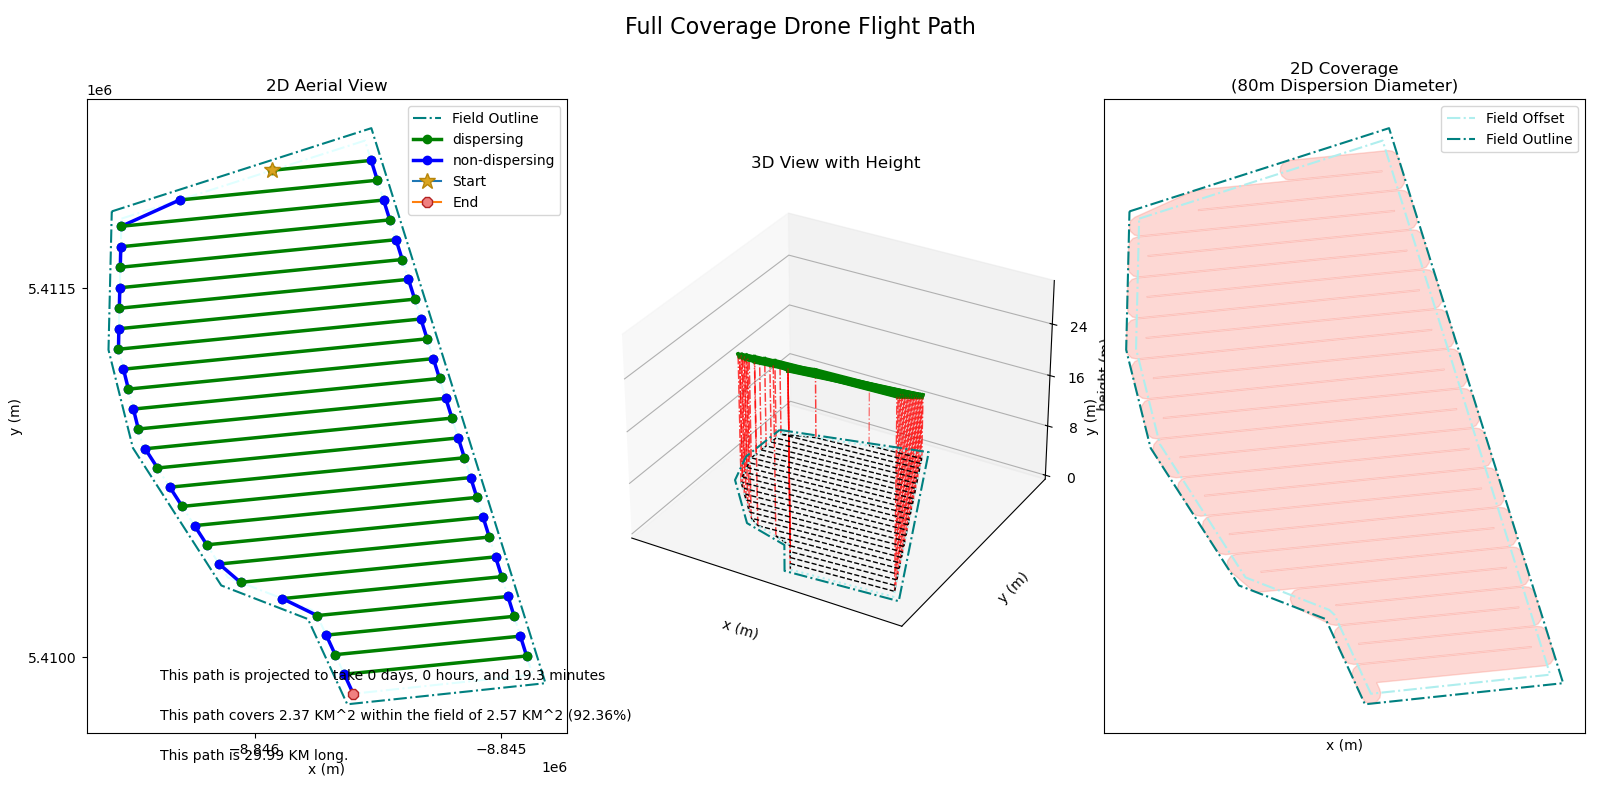 Full Coverage Drone Flight Path
2D Aerial View
1e6
Field Outline
dispersing
non-dispersing
Start
End
5.4115
5.4100
y (m)
−8.846
−8.845
x (m)
1e6
This path is projected to take 0 days, 0 hours, and 19.3 minutes
This path covers 2.37 KM^2 within the field of 2.57 KM^2 (92.36%)
This path is 29.99 KM long.
3D View with Height
24
16
8
0
height (m)
x (m)
y (m)
2D Coverage
(80m Dispersion Diameter)
Field Offset
Field Outline
y (m)
x (m)